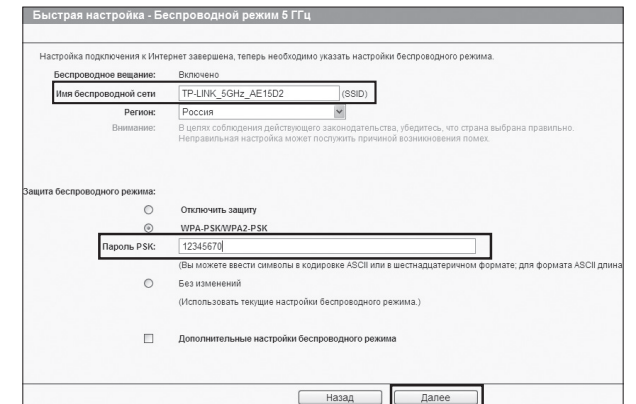 Быстрая настройка - Беспроводной режим 5 ГГц
Настройка подключения к Интернет завершена, теперь необходимо указать настройки беспроводного режима.
Беспроводное вещание: Включено
Имя беспроводной сети TP-LINK_5GHz_AE15D2 (SSID)
Регион: Россия
Внимание: В целях соблюдения действующего законодательства, убедитесь, что страна выбрана правильно.
Неправильная настройка может послужить причиной возникновения помех.
Защита беспроводного режима:
Отключить защиту
WPA-PSK/WPA2-PSK
Пароль PSK: 12345670
(Вы можете ввести символы в кодировке ASCII или в шестнадцатеричном формате; для формата ASCII длина
Без изменений
(Использовать текущие настройки беспроводного режима.)
Дополнительные настройки беспроводного режима
Назад Далее